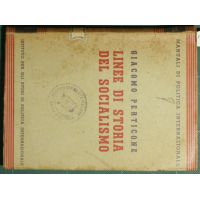 MANUALI DI POLITICA INTERNAZIONALE
GIACOMO PERTICONE
LINEE DI STORIA
DEL SOCIALISMO
ISTITUTO PER GLI STUDI DI POLITICA INTERNAZIONALE